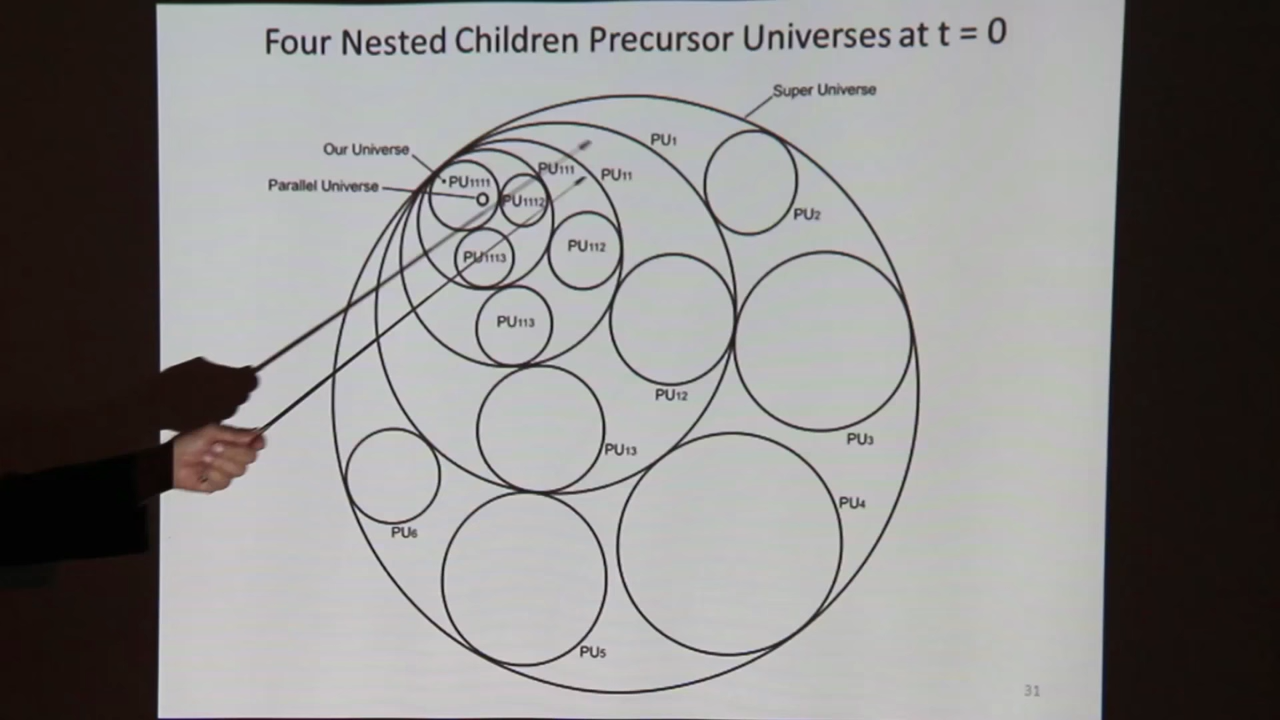 Four Nested Children Precursor Universes at t = 0
Super Universe
Our Universe
PU1
Parallel Universe
PU111
PU11
PU1111
PU1112
PU2
PU112
PU1113
PU113
PU12
PU3
PU13
PU4
PU6
PU5
31